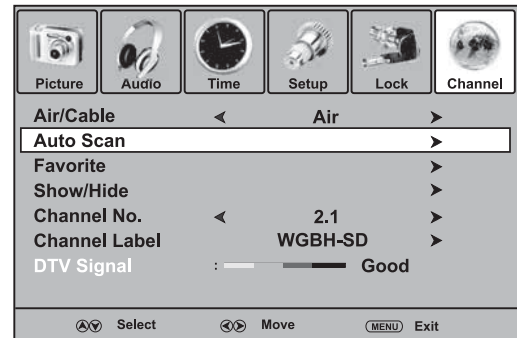 Picture Audio Time Setup Lock Channel
Air/Cable Air
Auto Scan
Favorite
Show/Hide
Channel No. 2.1
Channel Label WGBH-SD
DTV Signal : Good
Select Move MENU Exit